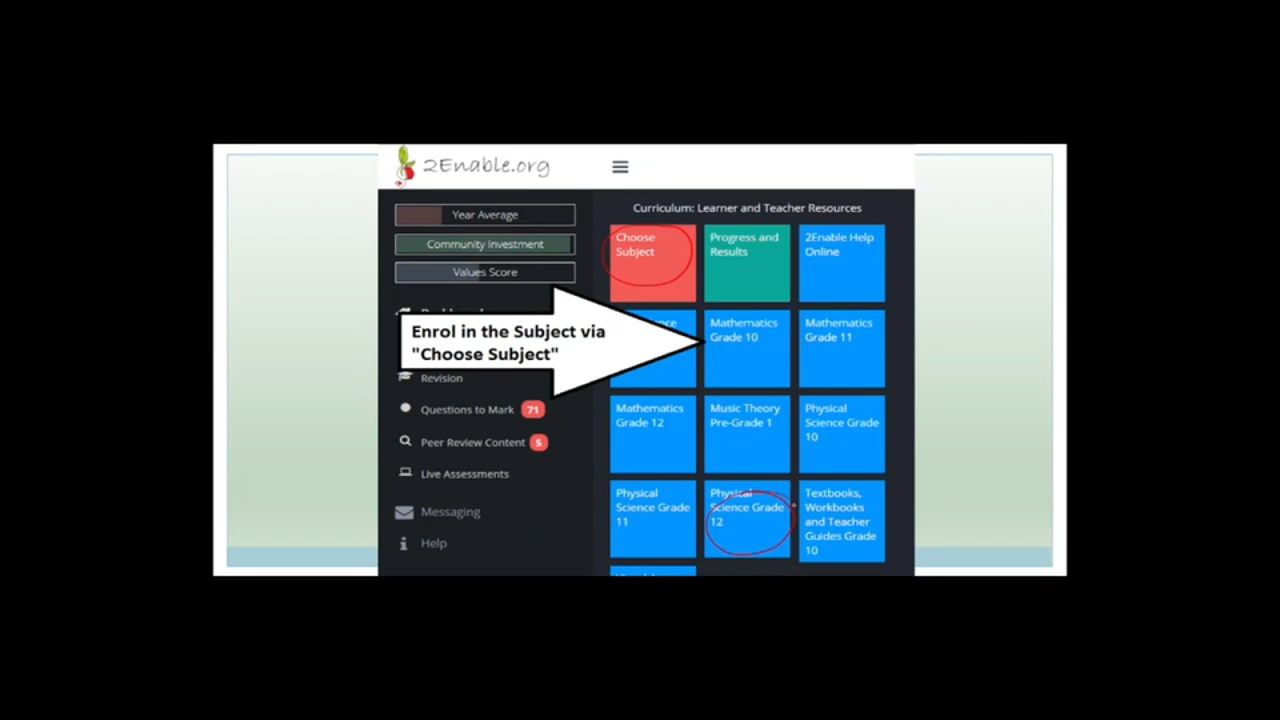 2Enable.org
Year Average
Community Investment
Values Score
Enrol in the Subject via
"Choose Subject"
Revision
Questions to Mark 71
Peer Review Content 5
Live Assessments
Messaging
Help
Curriculum: Learner and Teacher Resources
Choose
Subject
Progress and
Results
2Enable Help
Online
Mathematics
Grade 10
Mathematics
Grade 11
Mathematics
Grade 12
Music Theory
Pre-Grade 1
Physical
Science Grade
10
Physical
Science Grade
11
Physical
Science Grade
12
Textbooks,
Workbooks
and Teacher
Guides Grade
10